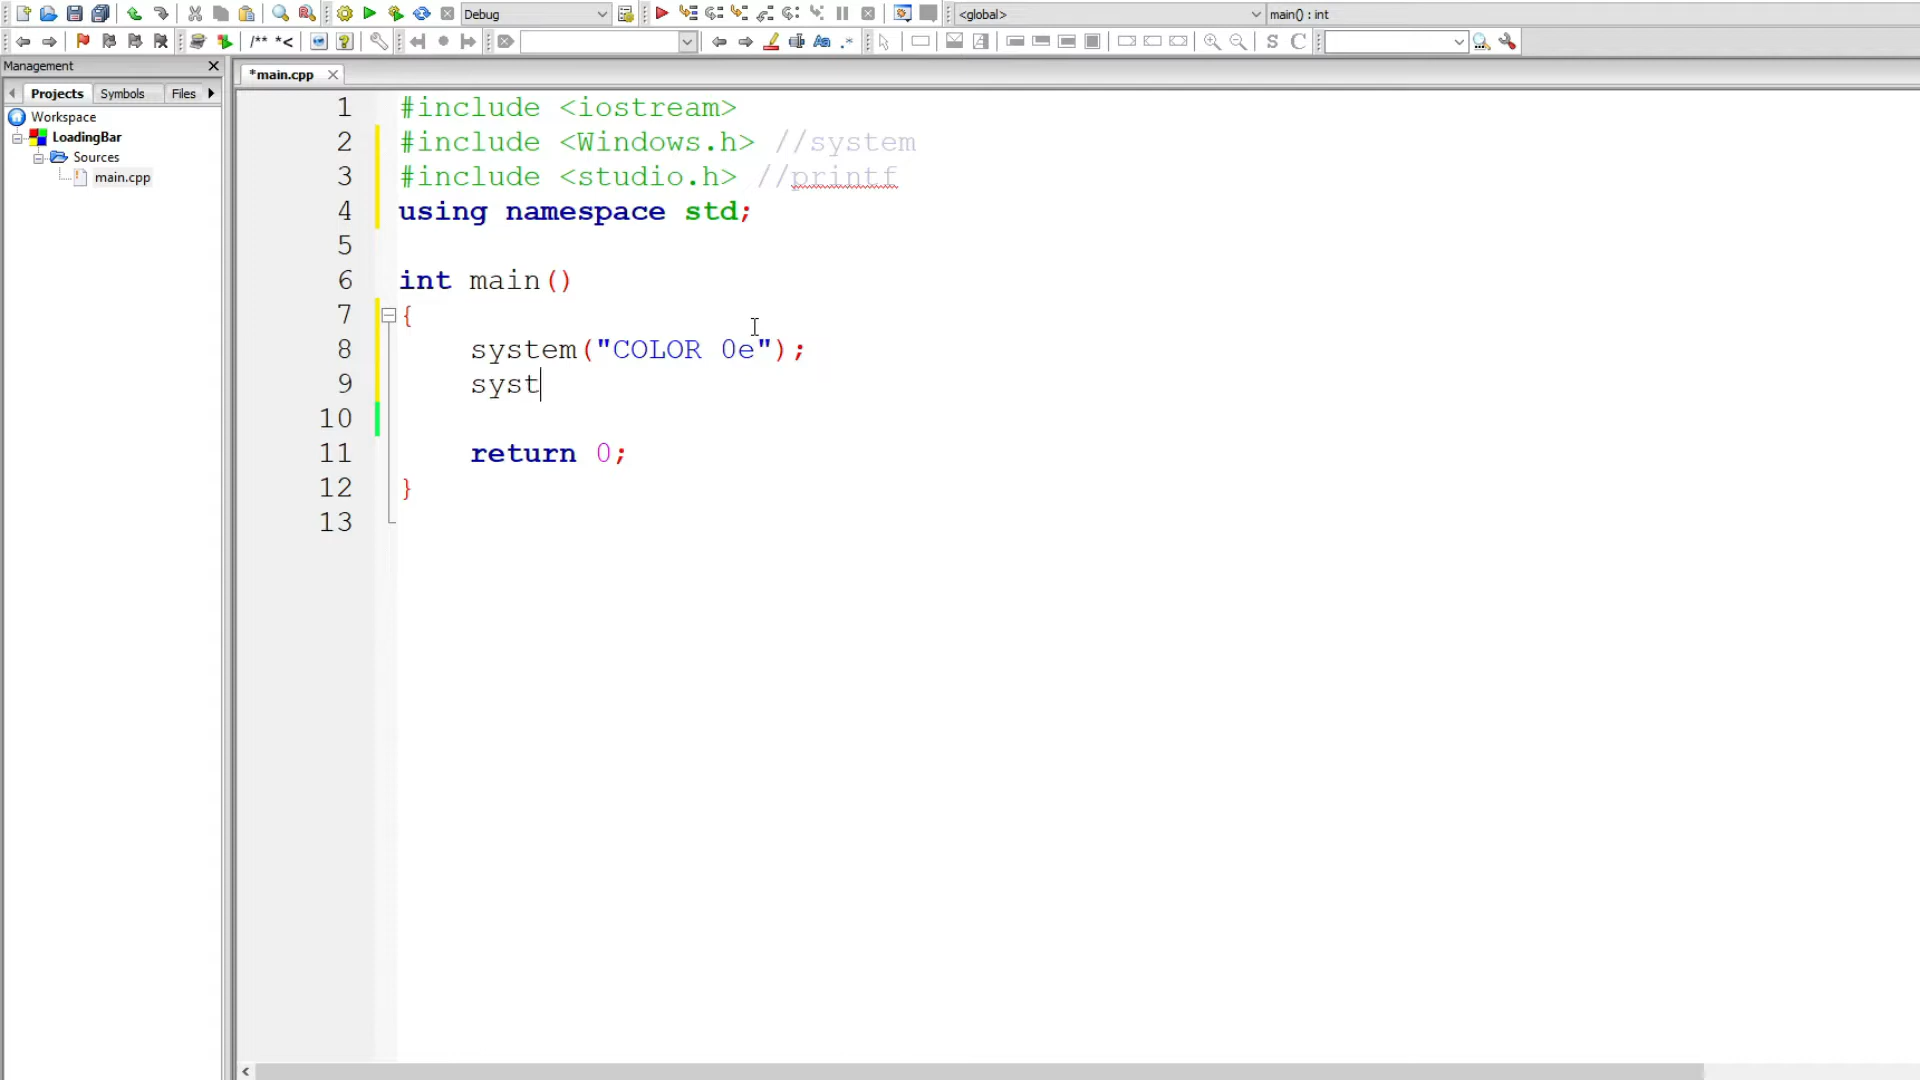 Debug
<global>
main() : int
/** *<
Management
Projects Symbols Files
Workspace
LoadingBar
Sources
main.cpp
*main.cpp
1 #include <iostream>
2 #include <Windows.h> //system
3 #include <studio.h> //printf
4 using namespace std;
5
6 int main()
7 {
8 system("COLOR 0e");
9 syst
10
11 return 0;
12 }
13